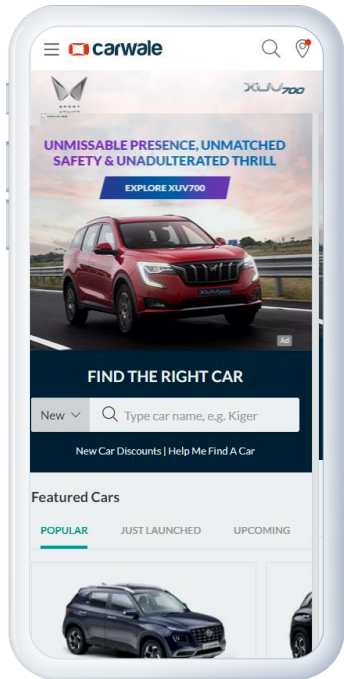 carwale
XUV700
UNMISSABLE PRESENCE, UNMATCHED
SAFETY & UNADULTERATED THRILL
EXPLORE XUV700
XUV700
Ad
FIND THE RIGHT CAR
New
Type car name, e.g. Kiger
New Car Discounts | Help Me Find A Car
Featured Cars
POPULAR
JUST LAUNCHED
UPCOMING